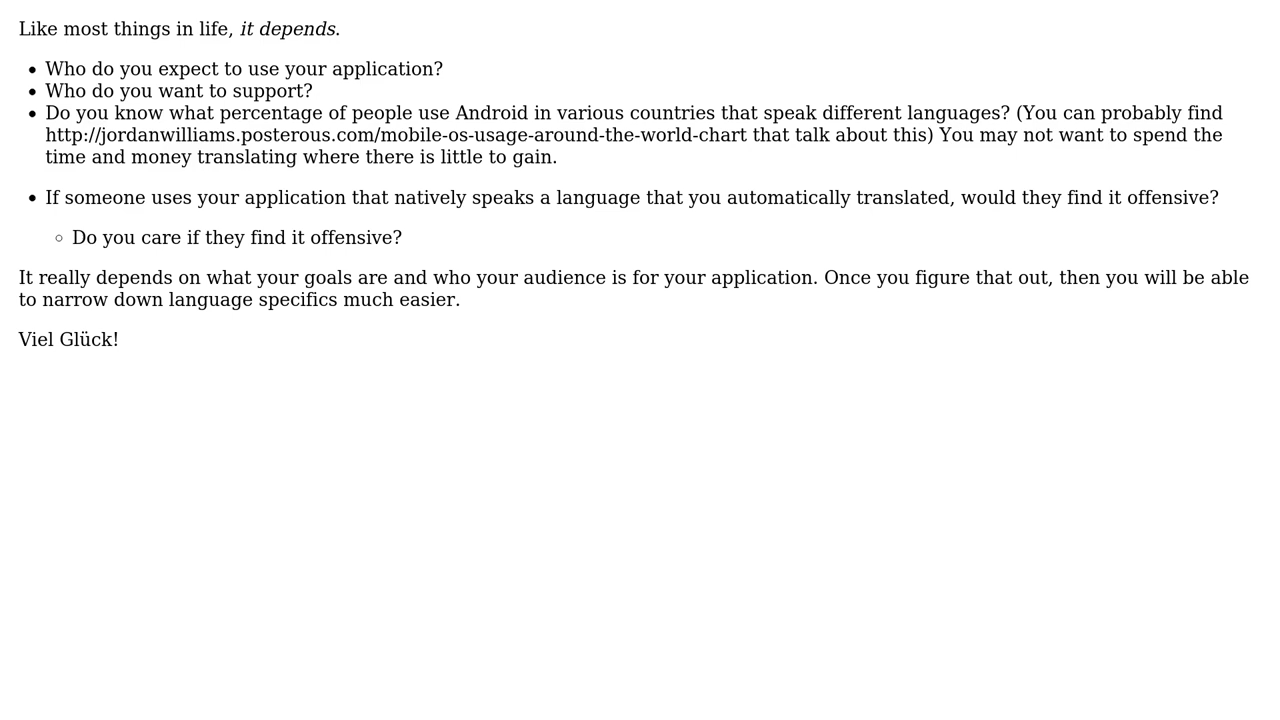 Like most things in life, it depends.
Who do you expect to use your application?
Who do you want to support?
Do you know what percentage of people use Android in various countries that speak different languages? (You can probably find
http://jordanwilliams.posterous.com/mobile-os-usage-around-the-world-chart that talk about this) You may not want to spend the
time and money translating where there is little to gain.
If someone uses your application that natively speaks a language that you automatically translated, would they find it offensive?
Do you care if they find it offensive?
It really depends on what your goals are and who your audience is for your application. Once you figure that out, then you will be able
to narrow down language specifics much easier.
Viel Glück!